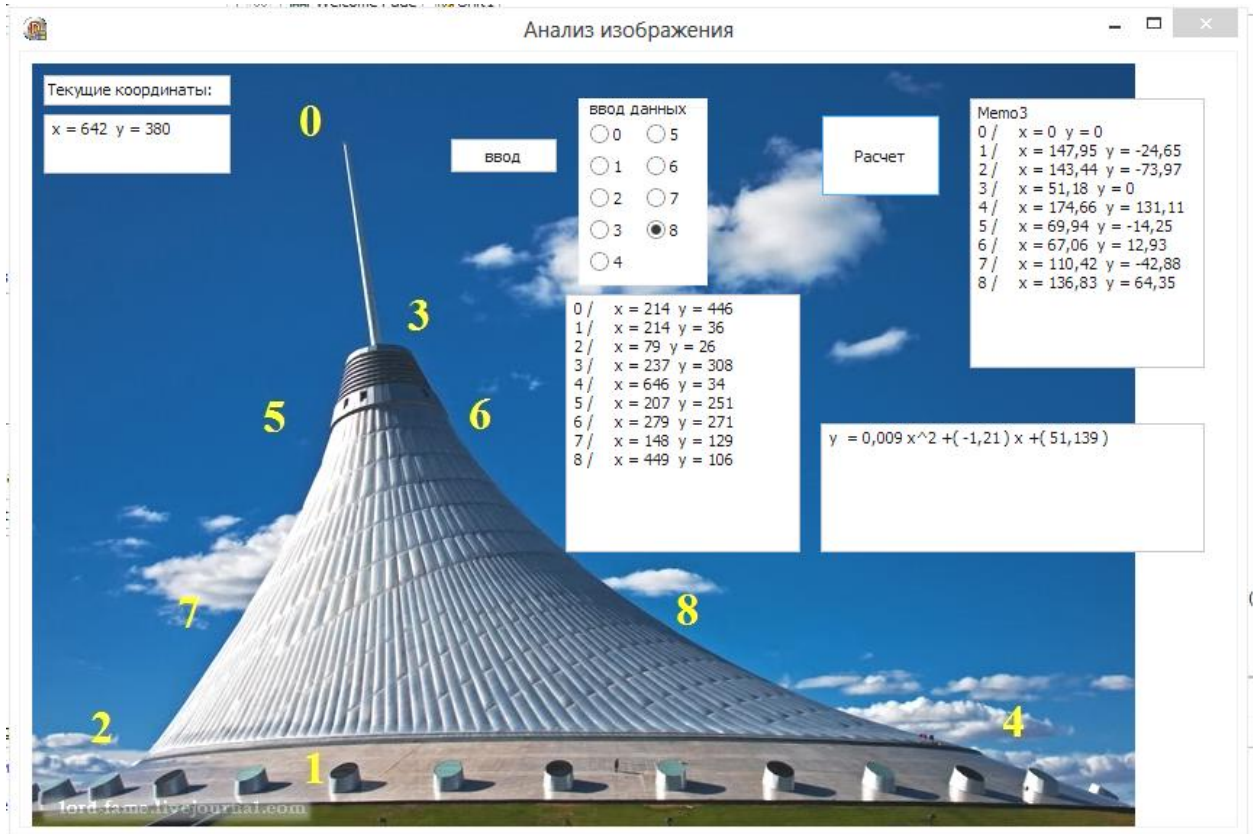 Welcome Page
Анализ изображения
Текущие координаты:
x = 642 y = 380
0
ввод
ввод данных
0 5
1 6
2 7
3 8
4
Расчет
Memo3
0 / x = 0 y = 0
1 / x = 147,95 y = -24,65
2 / x = 143,44 y = -73,97
3 / x = 51,18 y = 0
4 / x = 174,66 y = 131,11
5 / x = 69,94 y = -14,25
6 / x = 67,06 y = 12,93
7 / x = 110,42 y = -42,88
8 / x = 136,83 y = 64,35
3
0 / x = 214 y = 446
1 / x = 214 y = 36
2 / x = 79 y = 26
3 / x = 237 y = 308
4 / x = 646 y = 34
5 / x = 207 y = 251
6 / x = 279 y = 271
7 / x = 148 y = 129
8 / x = 449 y = 106
5
6
y = 0,009 x^2 +( -1,21 ) x +( 51,139 )
7
8
2
4
1
lord-fame.livejournal.com